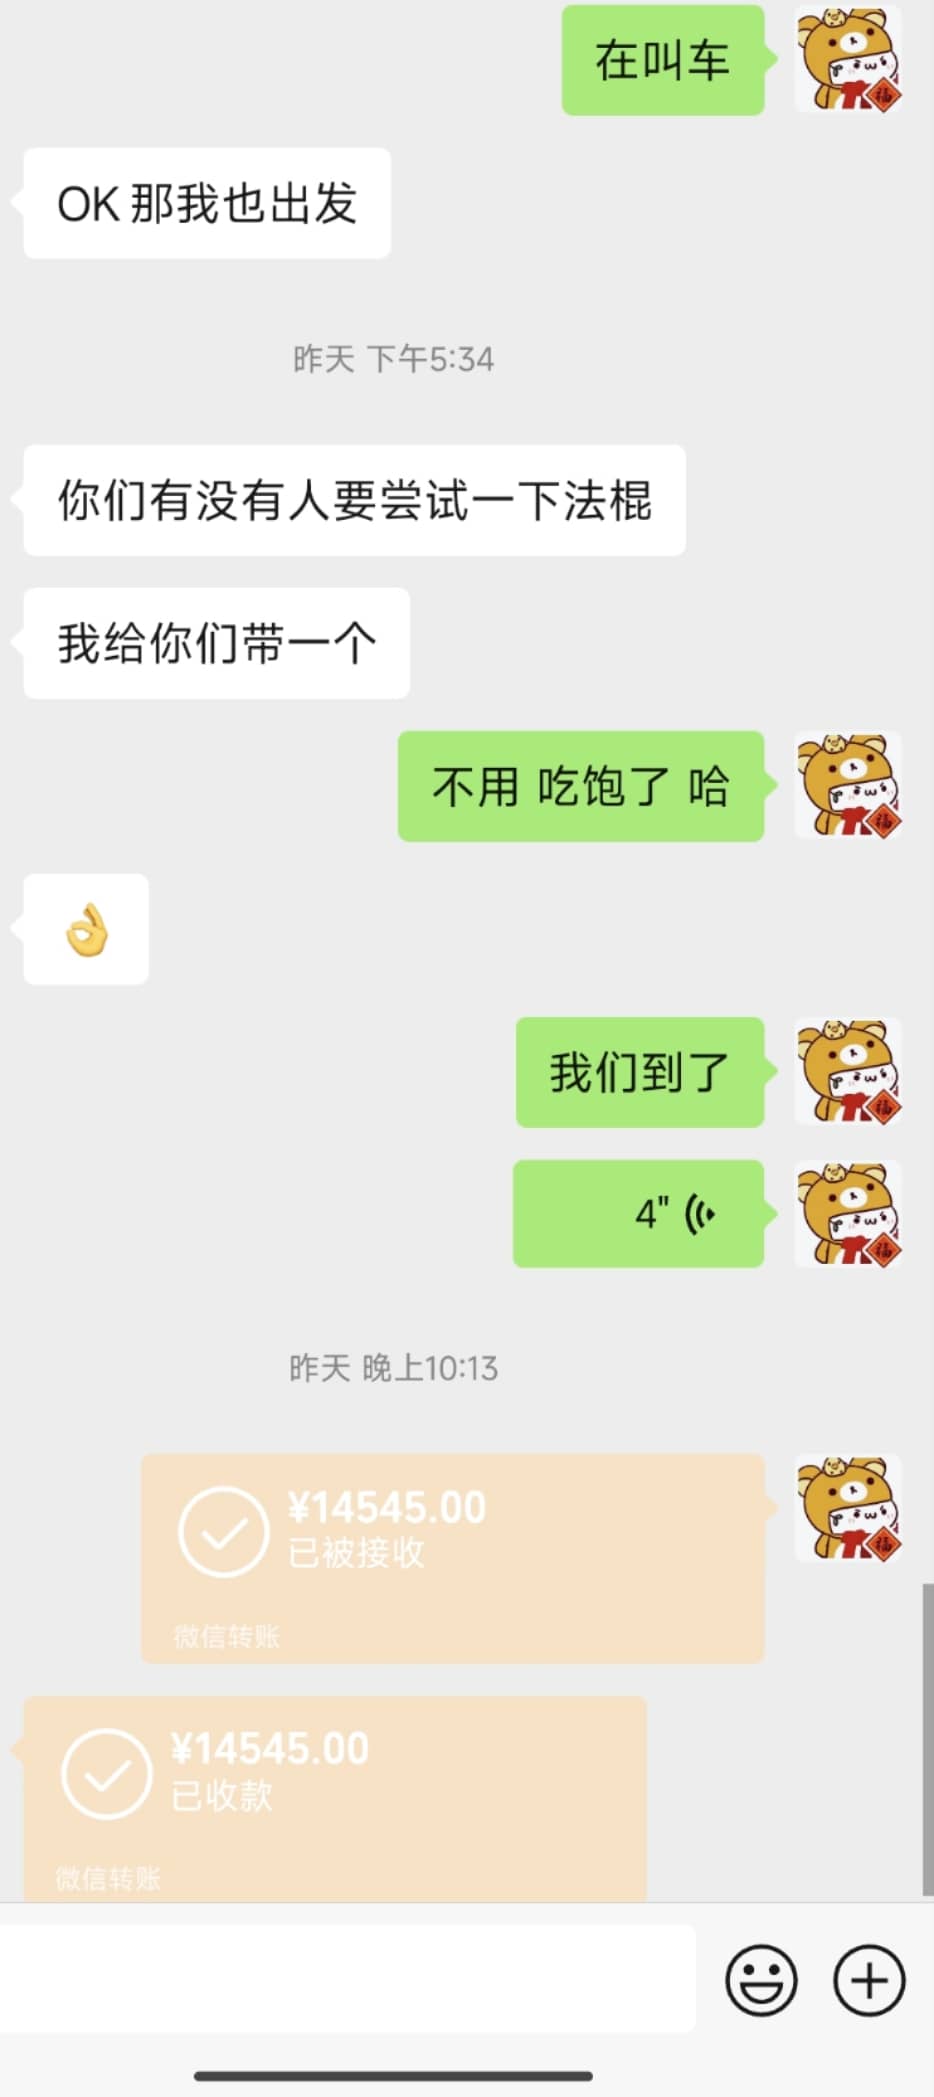 在叫车
OK 那我也出发
昨天 下午5:34
你们有没有人要尝试一下法棍
我给你们带一个
不用 吃饱了 哈
我们到了
4"
昨天 晚上10:13
¥14545.00
已被接收
微信转账
¥14545.00
已收款
微信转账